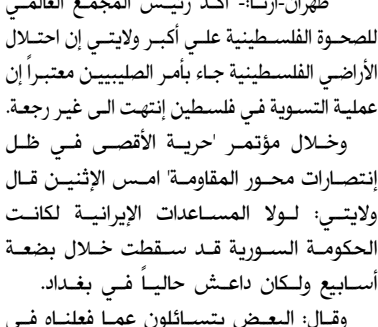 طهران-ارنا:- أكد رئيس المجمع العالمي
للصحوة الفلسطينية علي أكبر ولايتي إن احتلال
الأراضي الفلسطينية جاء بأمر الصليبيين معتبراً إن
عملية التسوية في فلسطين إنتهت الى غير رجعة.
وخلال مؤتمر 'حرية الأقصى في ظل
إنتصارات محور المقاومة' امس الإثنين قال
ولايتي: لولا المساعدات الإيرانية لكانت
الحكومة السورية قد سقطت خلال بضعة
أسابيع ولكان داعش حالياً في بغداد.
وقال: البعض يتسائلون عما فعلناه في